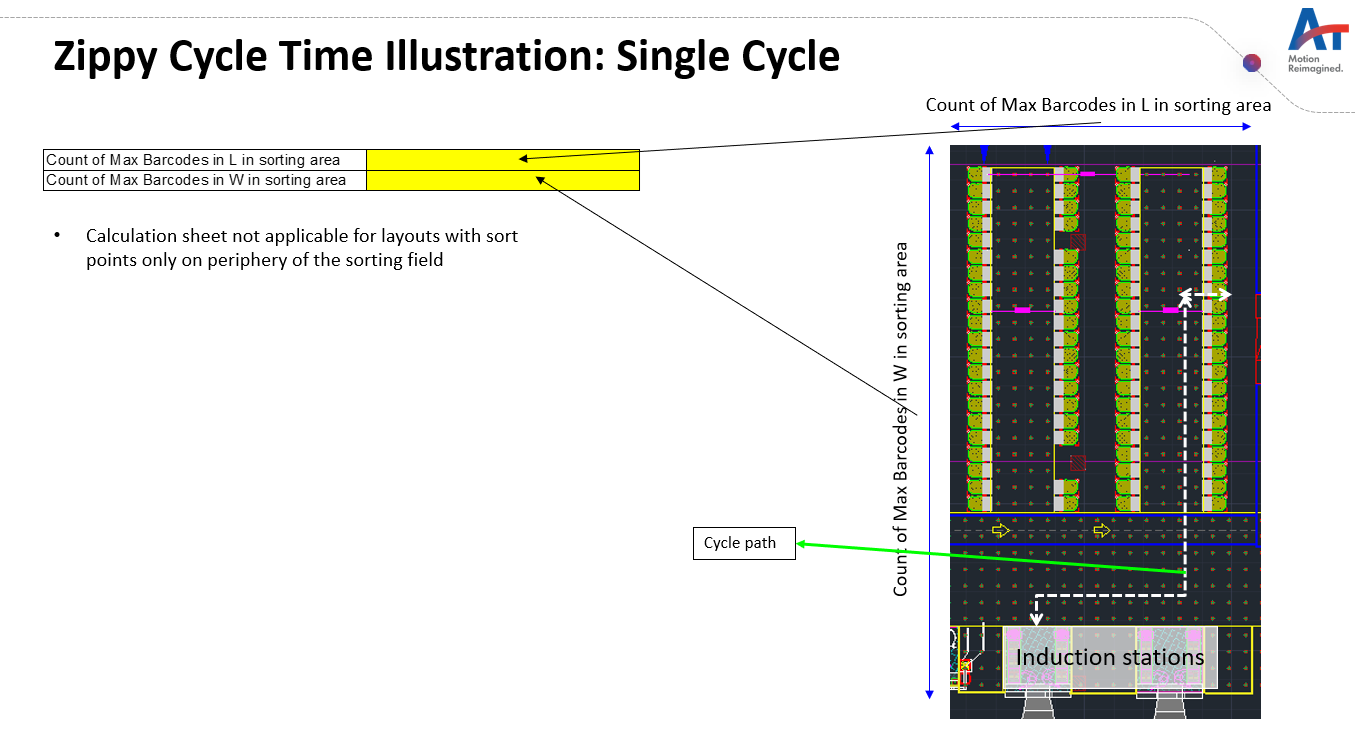 Zippy Cycle Time Illustration: Single Cycle
AT
Motion
Reimagined.
Count of Max Barcodes in L in sorting area
Count of Max Barcodes in L in sorting area
Count of Max Barcodes in W in sorting area
• Calculation sheet not applicable for layouts with sort
points only on periphery of the sorting field
Count of Max Barcodes in W in sorting area
Cycle path
Induction stations